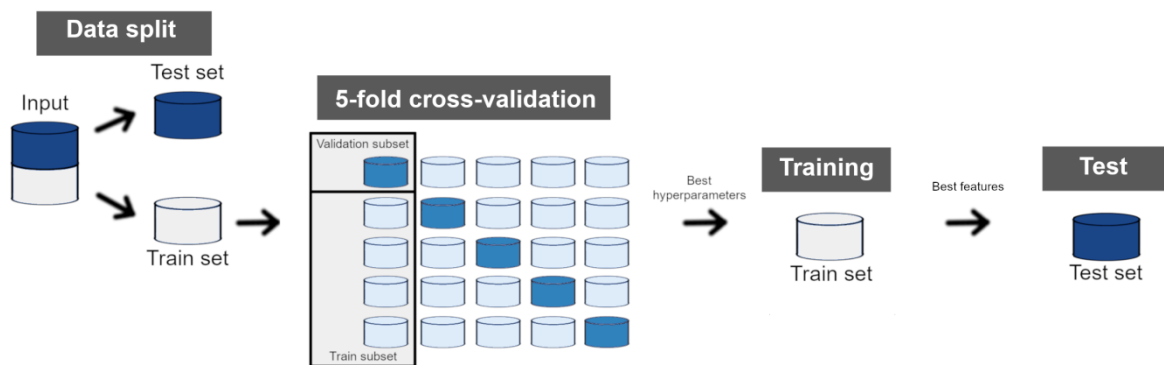 Data split
Input
Test set
Train set
5-fold cross-validation
Validation subset
Train subset
Best
hyperparameters
Training
Train set
Best features
Test
Test set